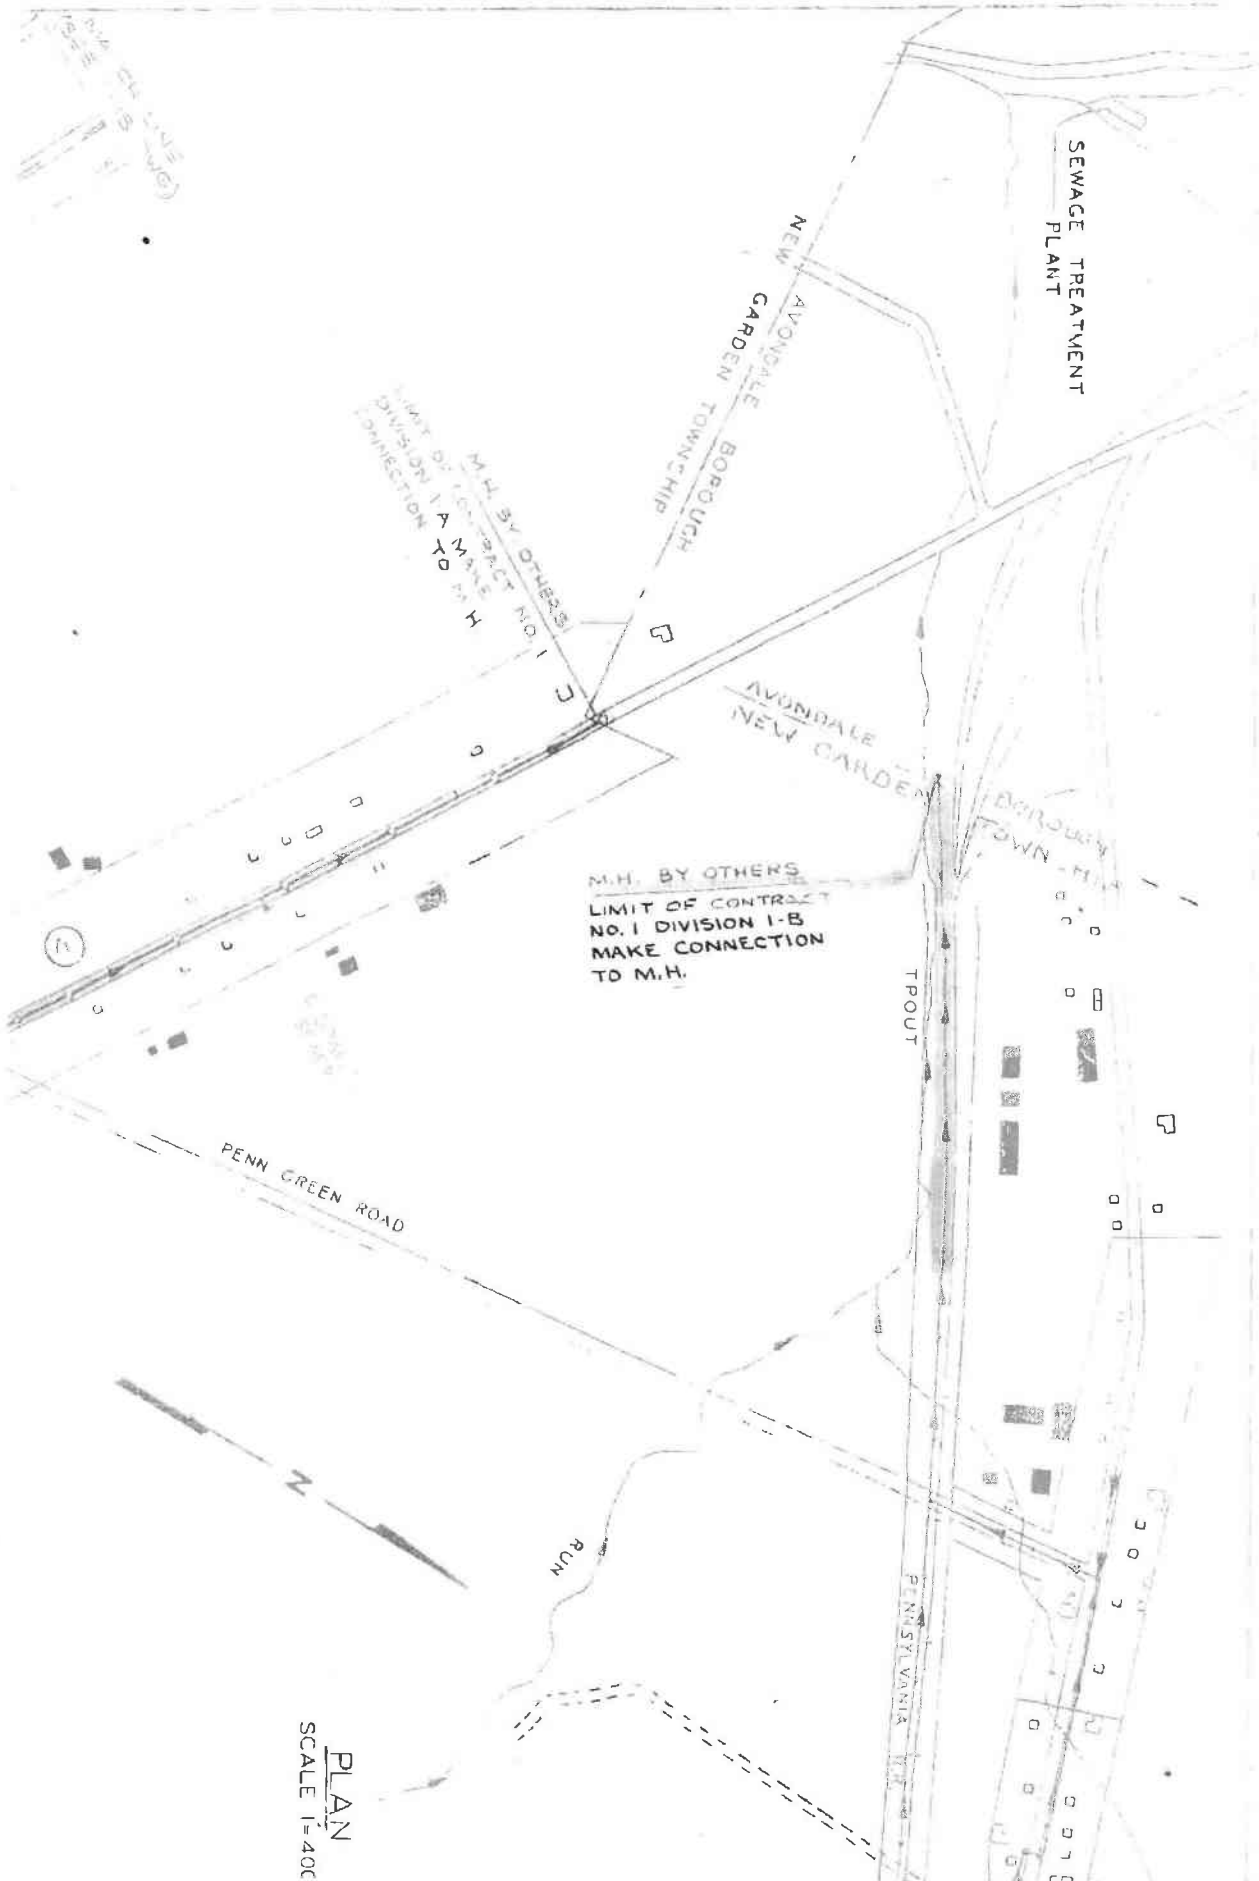 SEWAGE TREATMENT
PLANT
AVONDALE BOROUGH
NEW GARDEN TOWNSHIP
M.H. BY OTHERS
LIMIT OF CONTRACT NO. 1
DIVISION 1-A MAKE
CONNECTION TO M H
AVONDALE BOROUGH
NEW GARDEN TOWN
M.H. BY OTHERS
LIMIT OF CONTRACT
NO. 1 DIVISION 1-B
MAKE CONNECTION
TO M.H.
TROUT
PENN GREEN ROAD
N
RUN
PENNSYLVANIA R.R.
PLAN
SCALE 1"=400